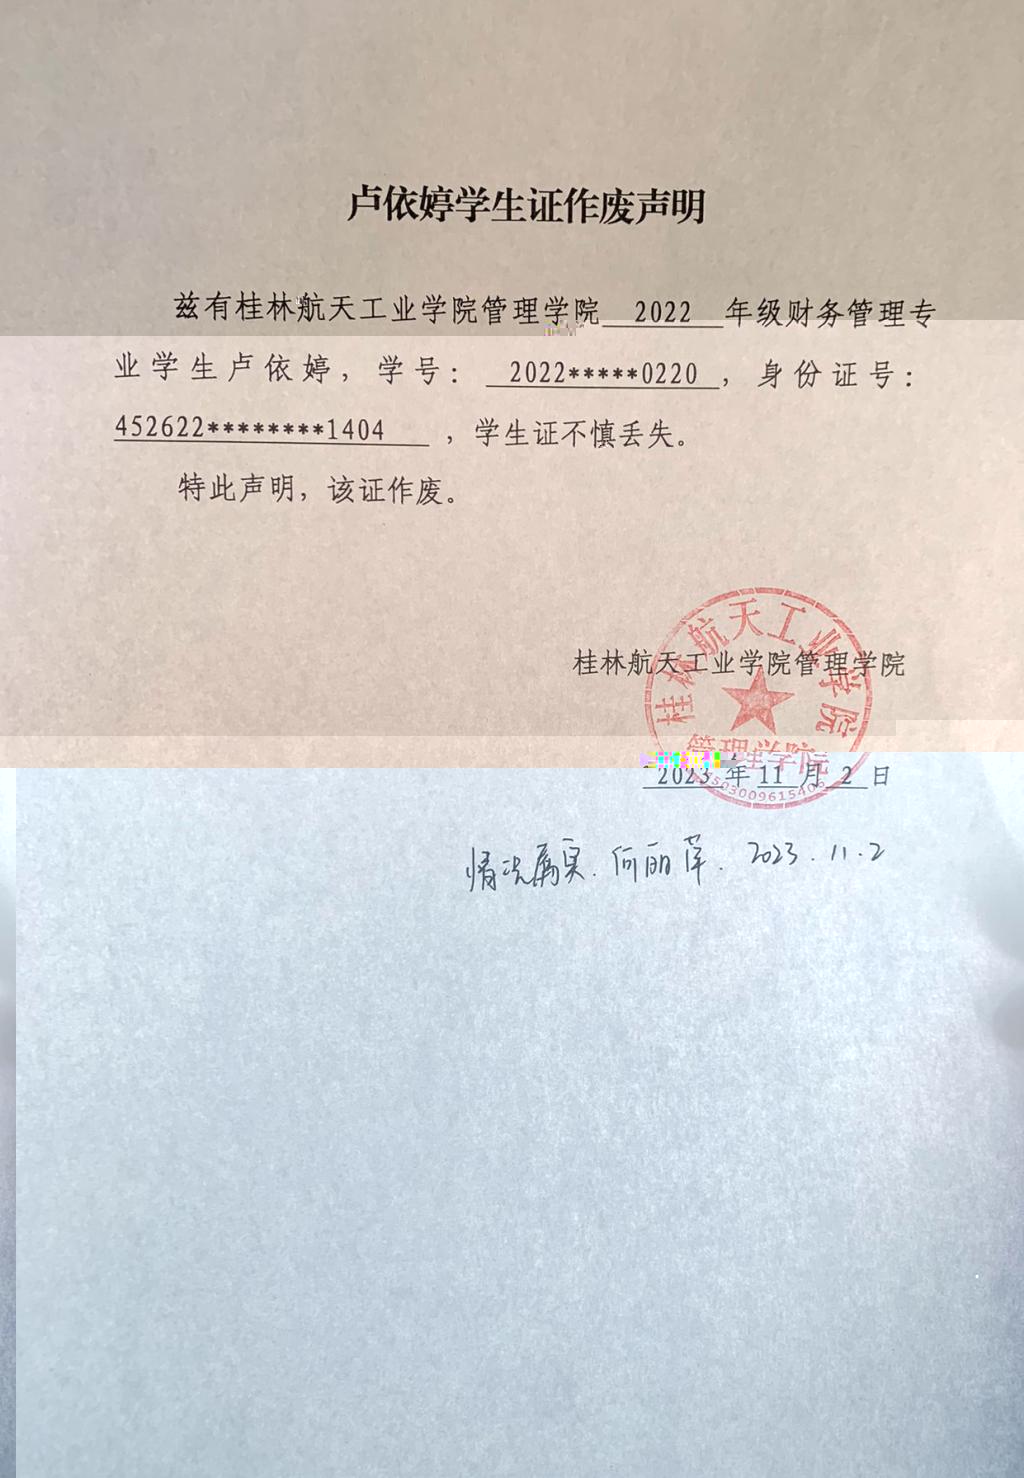 卢依婷学生证作废声明
兹有桂林航天工业学院管理学院 2022 年级财务管理专
业学生卢依婷，学号： 2022*****0220 ，身份证号：
452622********1404 ，学生证不慎丢失。
特此声明，该证作废。
桂林航天工业学院
桂林航天工业学院管理学院
管理学院
2023 年 11 月 2 日
4503009615406
情况属实. 何丽萍. 2023.11.2